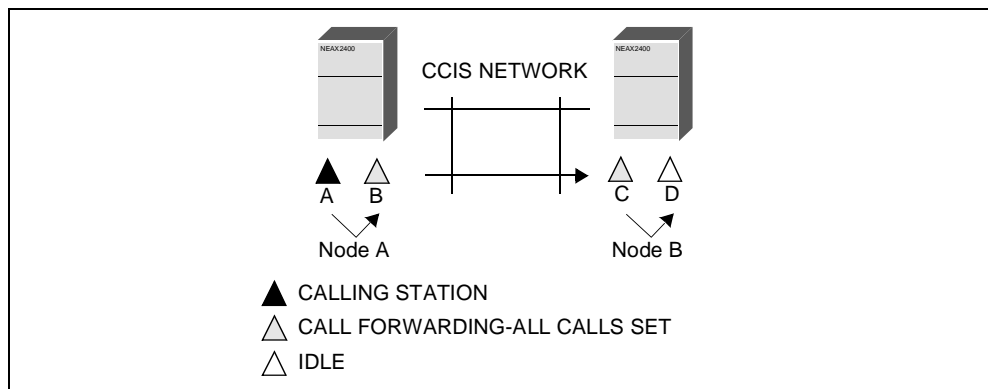 NEAX2400 NEAX2400
CCIS NETWORK
A B C D
Node A Node B
CALLING STATION
CALL FORWARDING-ALL CALLS SET
IDLE